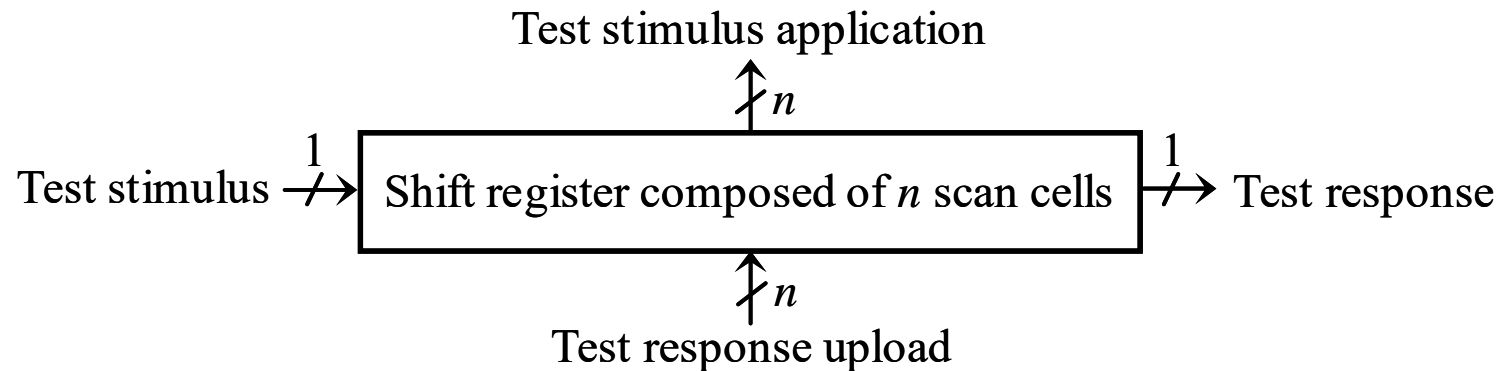 Test stimulus application
n
1
1
Test stimulus
Shift register composed of n scan cells
Test response
n
Test response upload